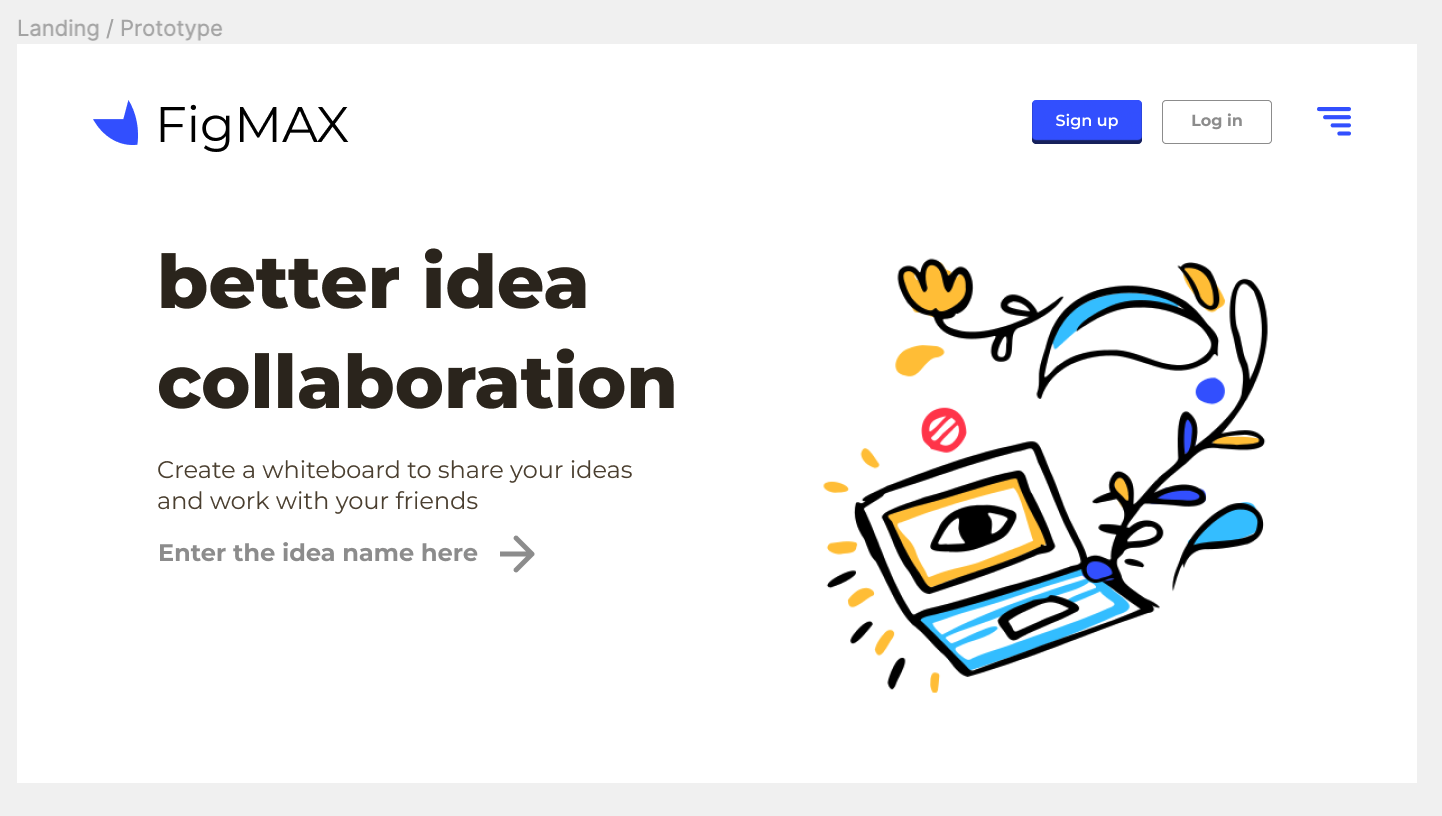 Landing / Prototype
FigMAX
Sign up
Log in
better idea
collaboration
Create a whiteboard to share your ideas
and work with your friends
Enter the idea name here